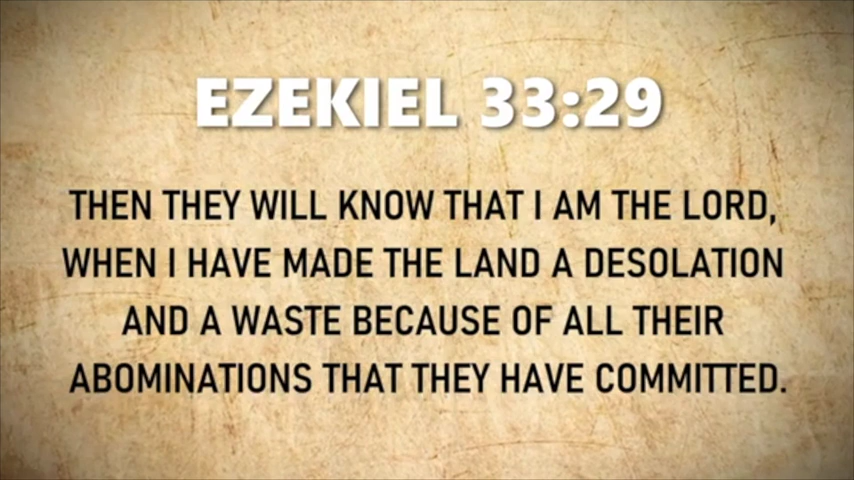 EZEKIEL 33:29
THEN THEY WILL KNOW THAT I AM THE LORD,
WHEN I HAVE MADE THE LAND A DESOLATION
AND A WASTE BECAUSE OF ALL THEIR
ABOMINATIONS THAT THEY HAVE COMMITTED.